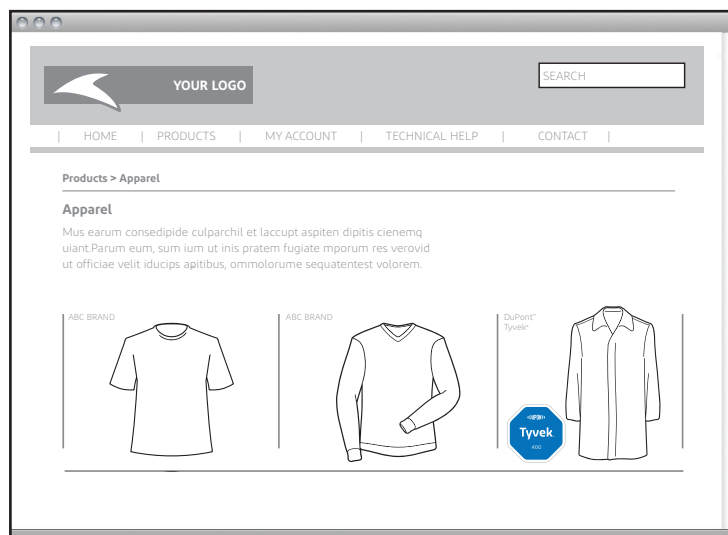 YOUR LOGO
SEARCH
| HOME | PRODUCTS | MY ACCOUNT | TECHNICAL HELP | CONTACT |
Products > Apparel
Apparel
Mus earum consedipide culparchil et laccupt aspiten dipitis cienemq
uiant.Parum eum, sum ium ut inis pratem fugiate mporum res verovid
ut officiae velit iducips apitibus, ommolorume sequatentest volorem.
ABC BRAND
ABC BRAND
DuPont™
Tyvek®
DUPONT
Tyvek.
400